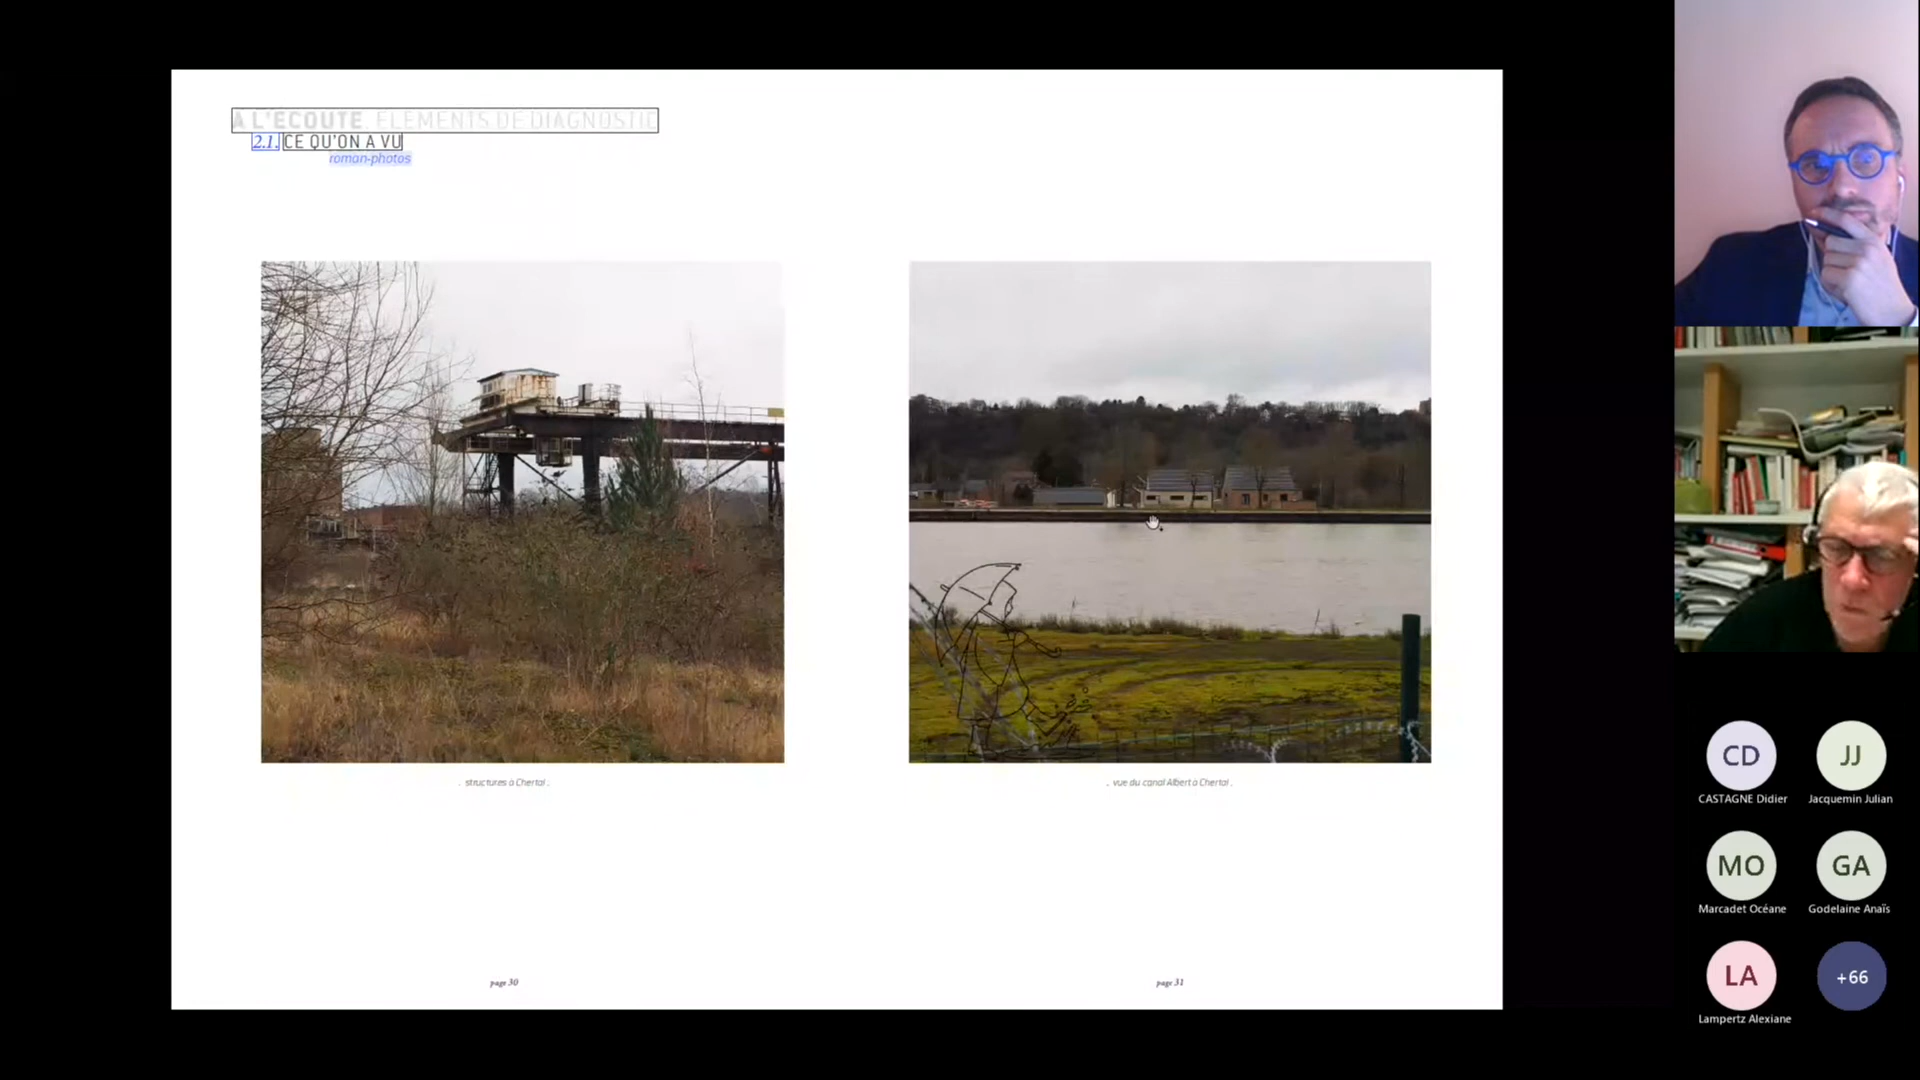 A L'ECOUTE. ELEMENTS DE DIAGNOSTIC
2.1. CE QU'ON A VU
roman-photos
. structures à Chertal .
. vue du canal Albert à Chertal .
page 30
page 31
CD
CASTAGNE Didier
JJ
Jacquemin Julian
MO
Marcadet Océane
GA
Godelaine Anaïs
LA
Lampertz Alexiane
+66